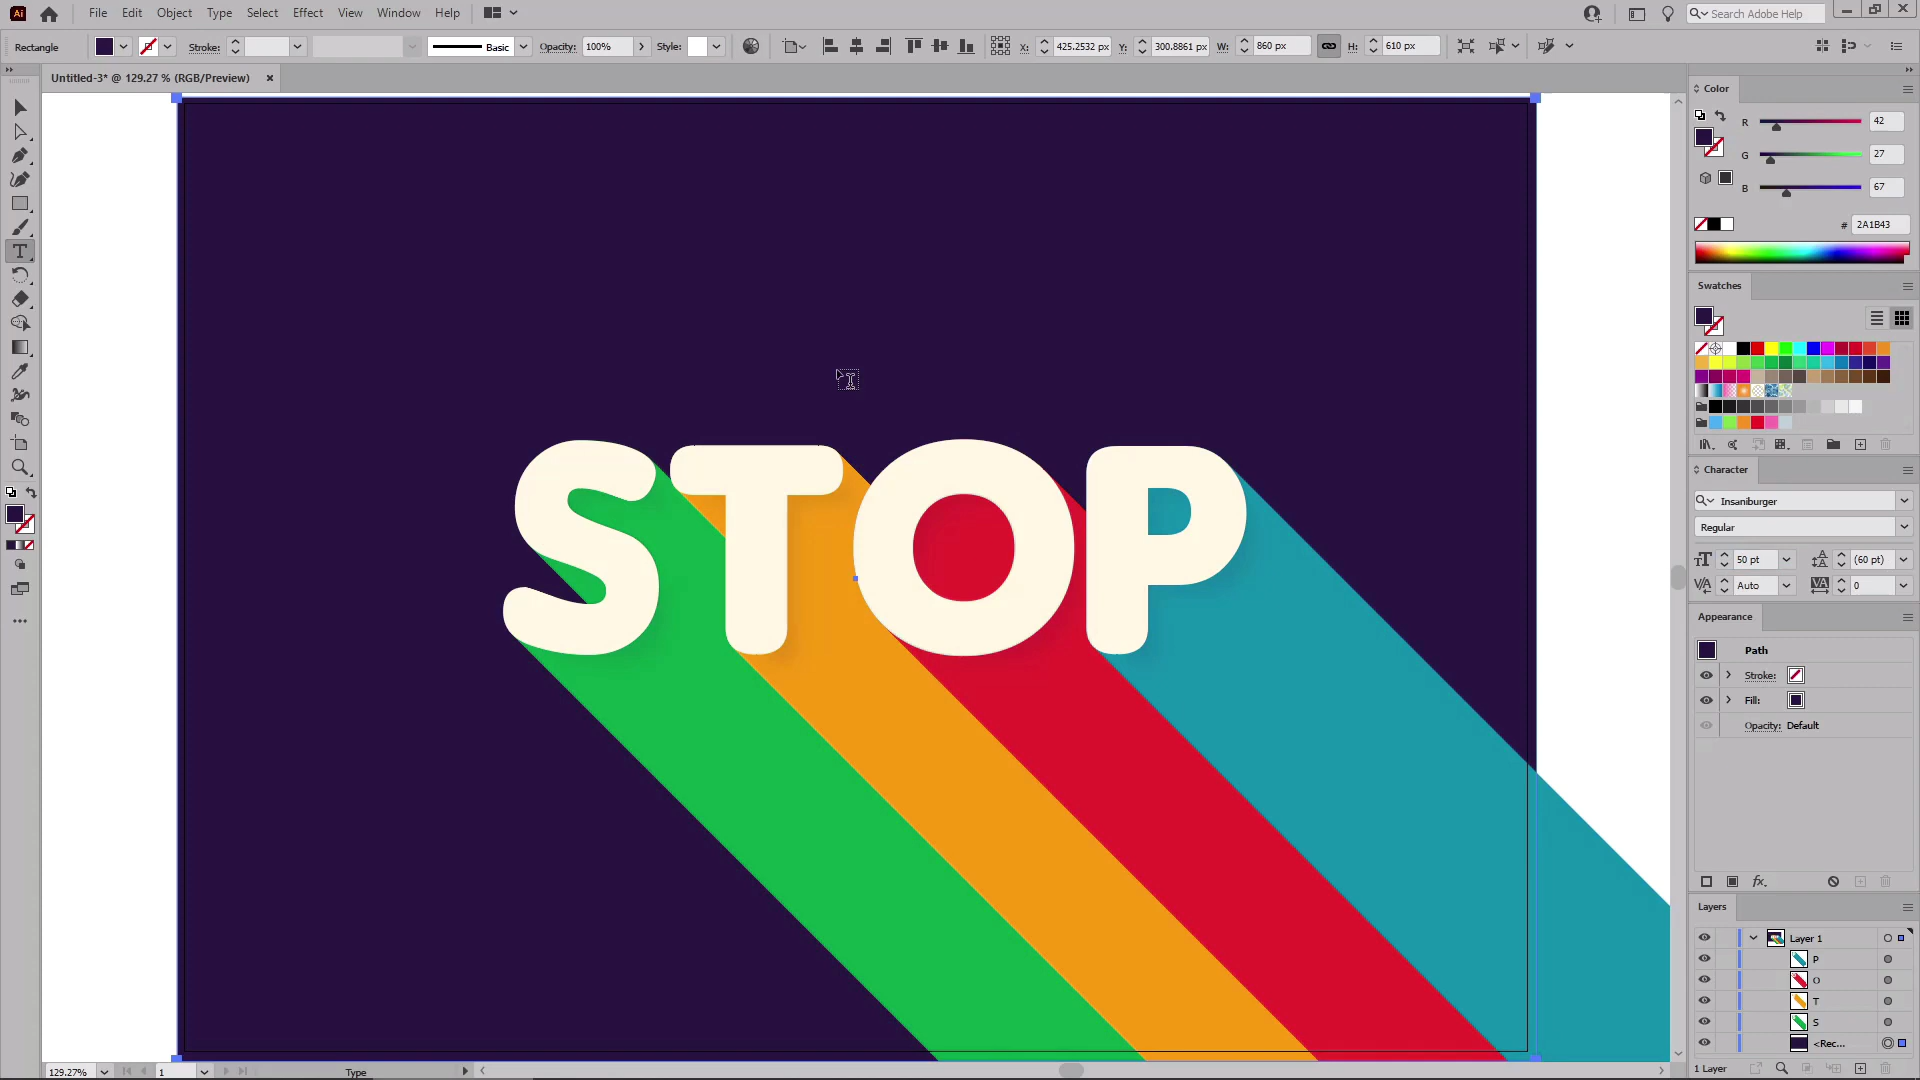 Ai File Edit Object Type Select Effect View Window Help Search Adobe Help
Rectangle Stroke: Basic Opacity: 100% Style: X: 425.2532 px Y: 300.8861 px W: 860 px H: 610 px
Untitled-3* @ 129.27 % (RGB/Preview) ×
Color
R 42
G 27
B 67
# 2A1B43
Swatches
Character
Insaniburger
Regular
50 pt (60 pt)
Auto 0
Appearance
Path
Stroke:
Fill:
Opacity: Default
fx
Layers
Layer 1
P
O
T
S
<Rec...
1 Layer
STOP
129.27% 1 Type